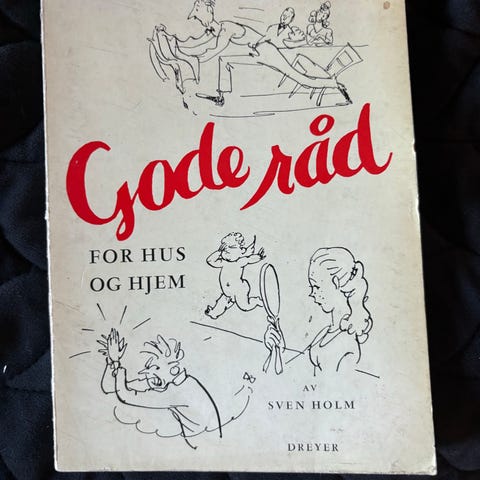 Gode råd
FOR HUS
OG HJEM
AV
SVEN HOLM
DREYER